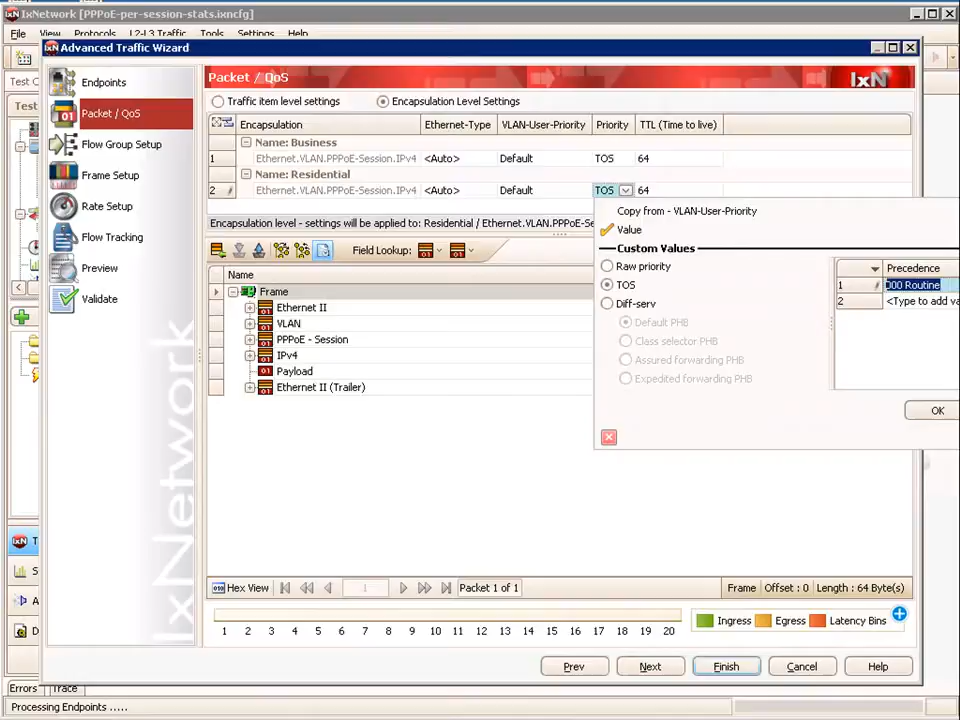 IxNetwork [PPPoE-per-session-stats.ixncfg]
File View Protocols L2-L3 Traffic Tools Settings Help
Advanced Traffic Wizard
Test C
Test
Endpoints
Packet / QoS
Flow Group Setup
Frame Setup
Rate Setup
Flow Tracking
Preview
Validate
IxNetwork
Packet / QoS
IxN
Traffic item level settings
Encapsulation Level Settings
Encapsulation Ethernet-Type VLAN-User-Priority Priority TTL (Time to live)
Name: Business
1 Ethernet.VLAN.PPPoE-Session.IPv4 <Auto> Default TOS 64
Name: Residential
2 Ethernet.VLAN.PPPoE-Session.IPv4 <Auto> Default TOS 64
Encapsulation level - settings will be applied to: Residential / Ethernet.VLAN.PPPoE-Se
Field Lookup:
Name
Frame
Ethernet II
VLAN
PPPoE - Session
IPv4
Payload
Ethernet II (Trailer)
Copy from - VLAN-User-Priority
Value
Custom Values
Raw priority
TOS
Diff-serv
Default PHB
Class selector PHB
Assured forwarding PHB
Expedited forwarding PHB
Precedence
1 000 Routine
2 <Type to add va
OK
Hex View 1 Packet 1 of 1 Frame Offset : 0 Length : 64 Byte(s)
1 2 3 4 5 6 7 8 9 10 11 12 13 14 15 16 17 18 19 20
Ingress Egress Latency Bins
Prev Next Finish Cancel Help
T
S
A
D
Errors Trace
Processing Endpoints .....